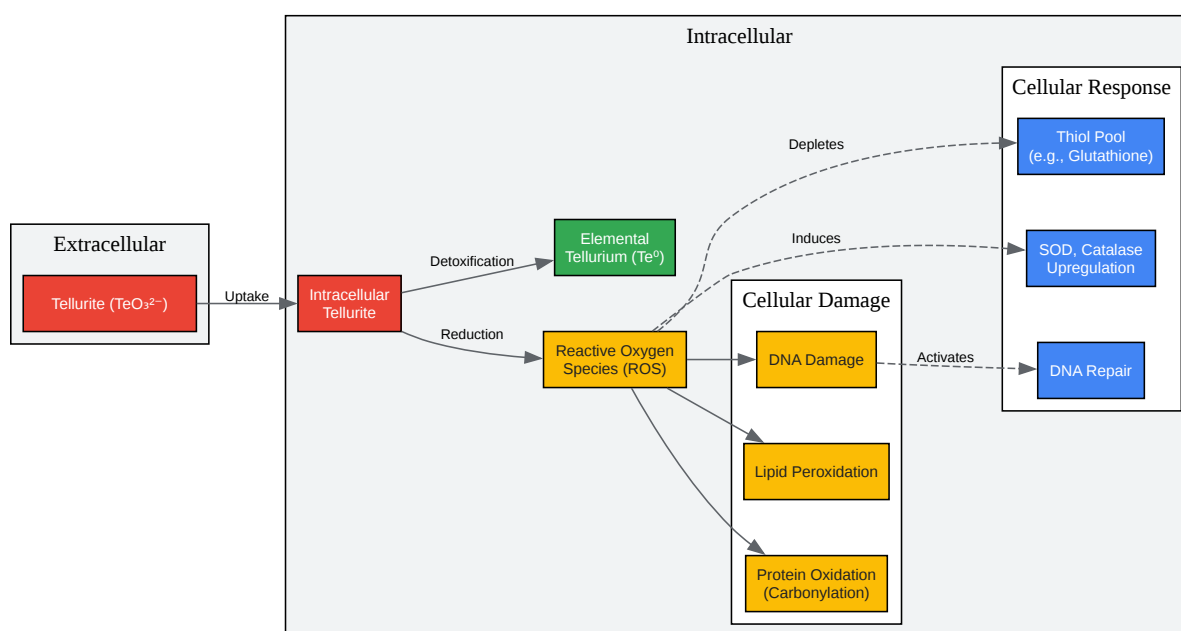 Intracellular
Cellular Response
Thiol Pool
(e.g., Glutathione)
Depletes
Extracellular
Elemental
Tellurium (Te⁰)
Induces
SOD, Catalase
Upregulation
Detoxification
Tellurite (TeO₃²⁻)
Uptake
Intracellular
Tellurite
Cellular Damage
Reduction
Reactive Oxygen
Species (ROS)
DNA Damage
Activates
DNA Repair
Lipid Peroxidation
Protein Oxidation
(Carbonylation)